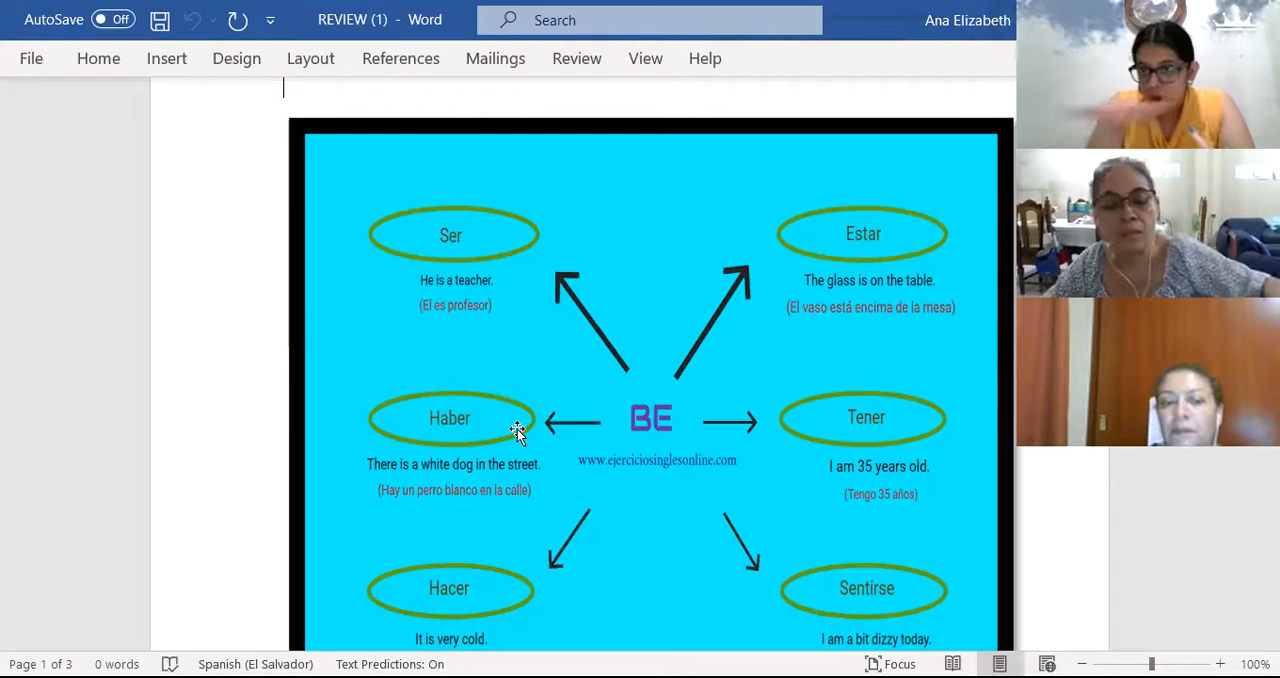 AutoSave Off REVIEW (1) - Word Search Ana Elizabeth
File Home Insert Design Layout References Mailings Review View Help
Ser
He is a teacher.
(El es profesor)
Estar
The glass is on the table.
(El vaso está encima de la mesa)
Haber
There is a white dog in the street.
(Hay un perro blanco en la calle)
BE
www.ejerciciosinglesonline.com
Tener
I am 35 years old.
(Tengo 35 años)
Hacer
It is very cold.
Sentirse
I am a bit dizzy today.
Page 1 of 3 0 words Spanish (El Salvador) Text Predictions: On Focus 100%